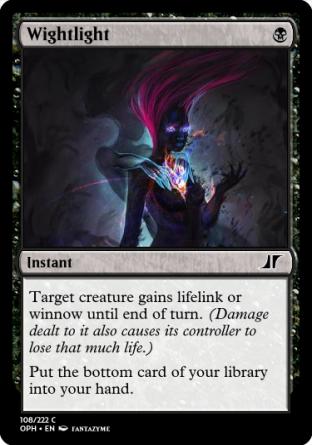 Wightlight
Instant
Target creature gains lifelink or
winnow until end of turn. (Damage
dealt to it also causes its controller to
lose that much life.)
Put the bottom card of your library
into your hand.
108/222 C
OPH • EN FANTAZYME